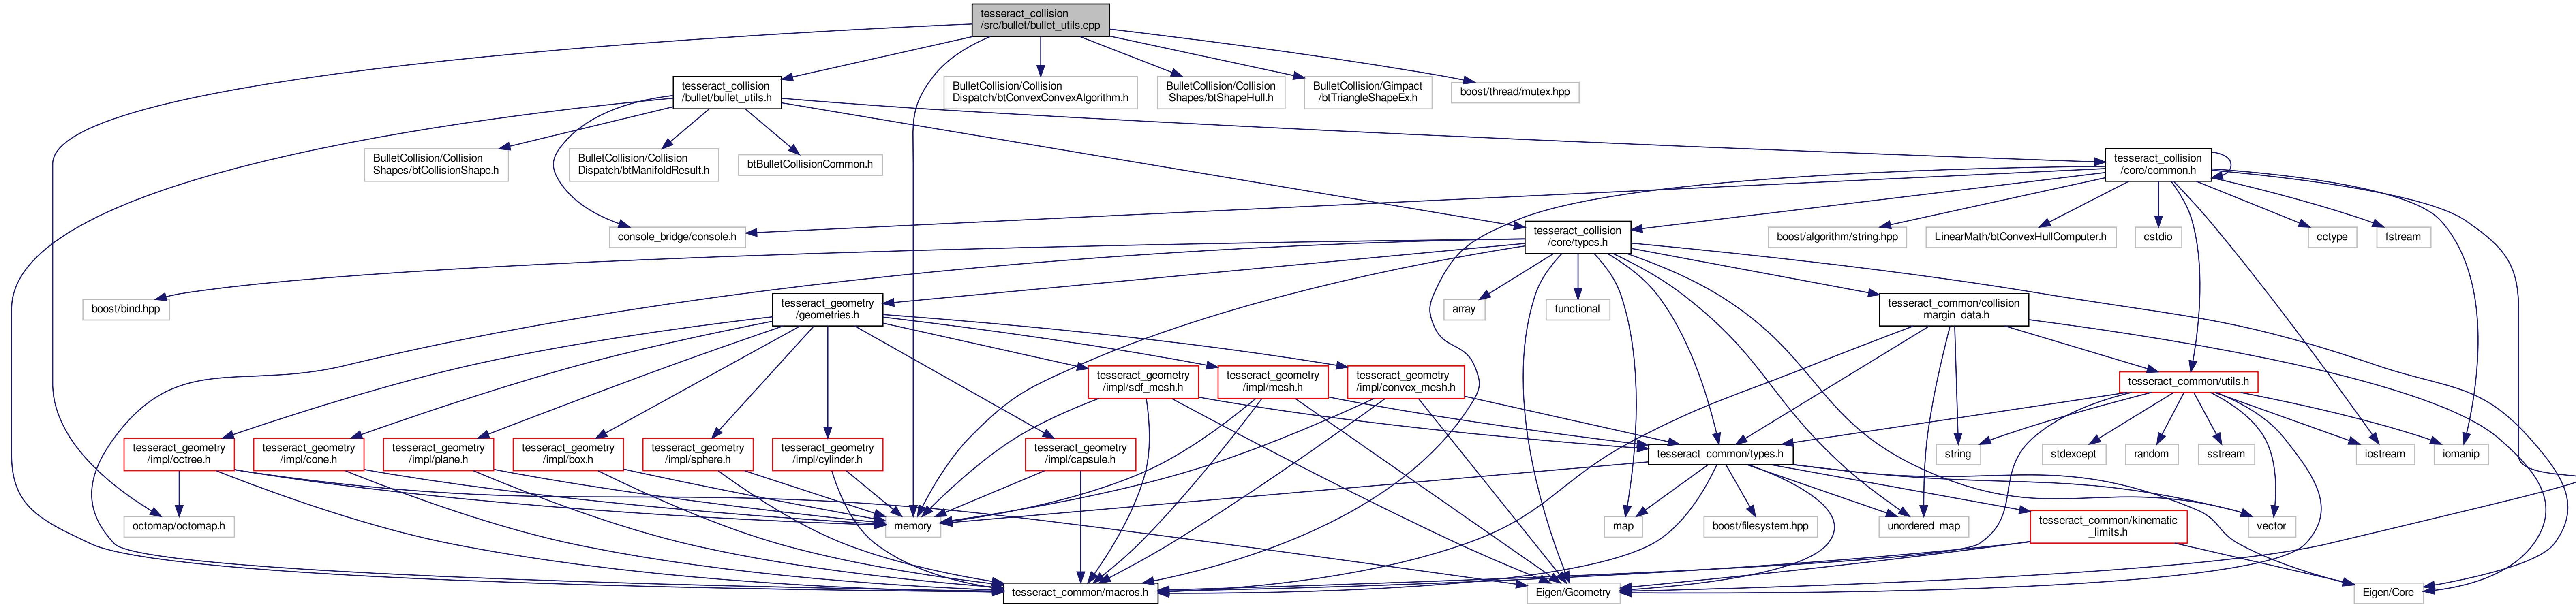 tesseract_collision
/src/bullet/bullet_utils.cpp
tesseract_collision
/bullet/bullet_utils.h
BulletCollision/Collision
Dispatch/btConvexConvexAlgorithm.h
BulletCollision/Collision
Shapes/btShapeHull.h
BulletCollision/Gimpact
/btTriangleShapeEx.h
boost/thread/mutex.hpp
BulletCollision/Collision
Shapes/btCollisionShape.h
BulletCollision/Collision
Dispatch/btManifoldResult.h
btBulletCollisionCommon.h
tesseract_collision
/core/common.h
console_bridge/console.h
tesseract_collision
/core/types.h
boost/algorithm/string.hpp
LinearMath/btConvexHullComputer.h
cstdio
cctype
fstream
boost/bind.hpp
tesseract_geometry
/geometries.h
array
functional
tesseract_common/collision
_margin_data.h
tesseract_geometry
/impl/sdf_mesh.h
tesseract_geometry
/impl/mesh.h
tesseract_geometry
/impl/convex_mesh.h
tesseract_common/utils.h
tesseract_geometry
/impl/octree.h
tesseract_geometry
/impl/cone.h
tesseract_geometry
/impl/plane.h
tesseract_geometry
/impl/box.h
tesseract_geometry
/impl/sphere.h
tesseract_geometry
/impl/cylinder.h
tesseract_geometry
/impl/capsule.h
tesseract_common/types.h
string
stdexcept
random
sstream
iostream
iomanip
octomap/octomap.h
memory
map
boost/filesystem.hpp
unordered_map
tesseract_common/kinematic
_limits.h
vector
tesseract_common/macros.h
Eigen/Geometry
Eigen/Core